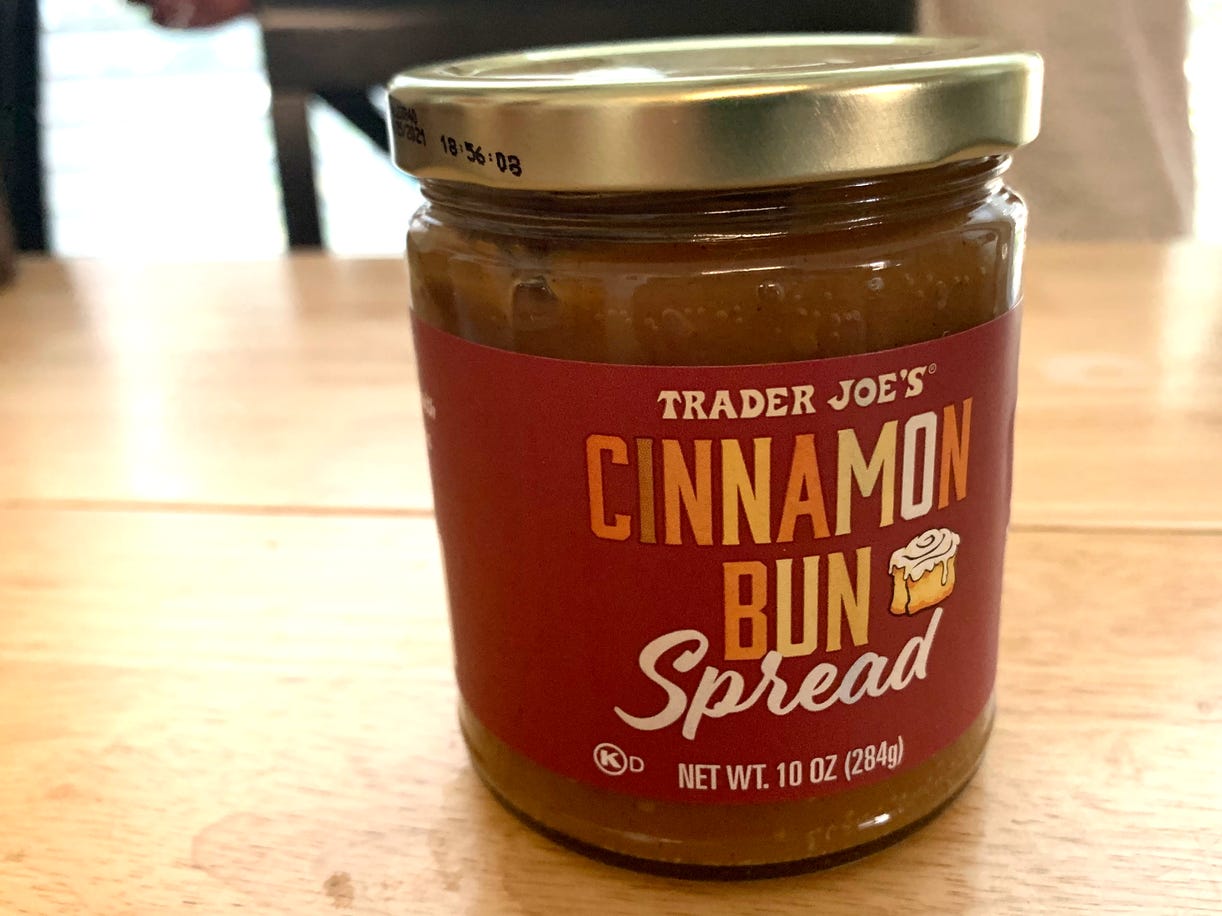 18:56:08
TRADER JOE'S®
CINNAMON
BUN
Spread
K D
NET WT. 10 OZ (284g)